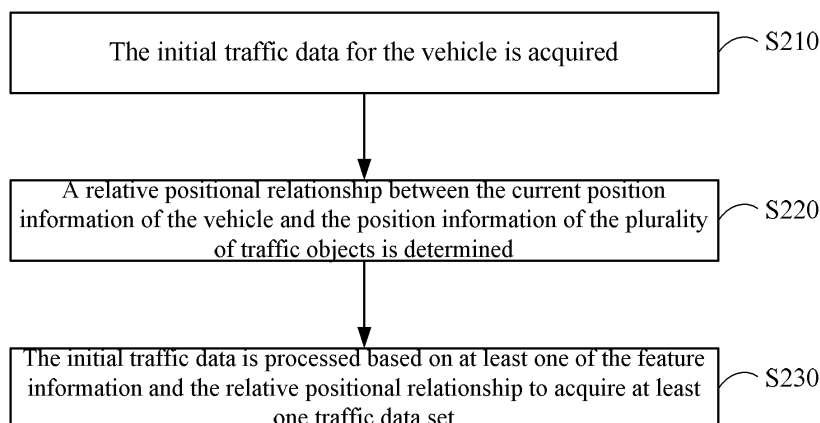 The initial traffic data for the vehicle is acquired
S210
A relative positional relationship between the current position
information of the vehicle and the position information of the plurality
of traffic objects is determined
S220
The initial traffic data is processed based on at least one of the feature
information and the relative positional relationship to acquire at least
one traffic data set
S230